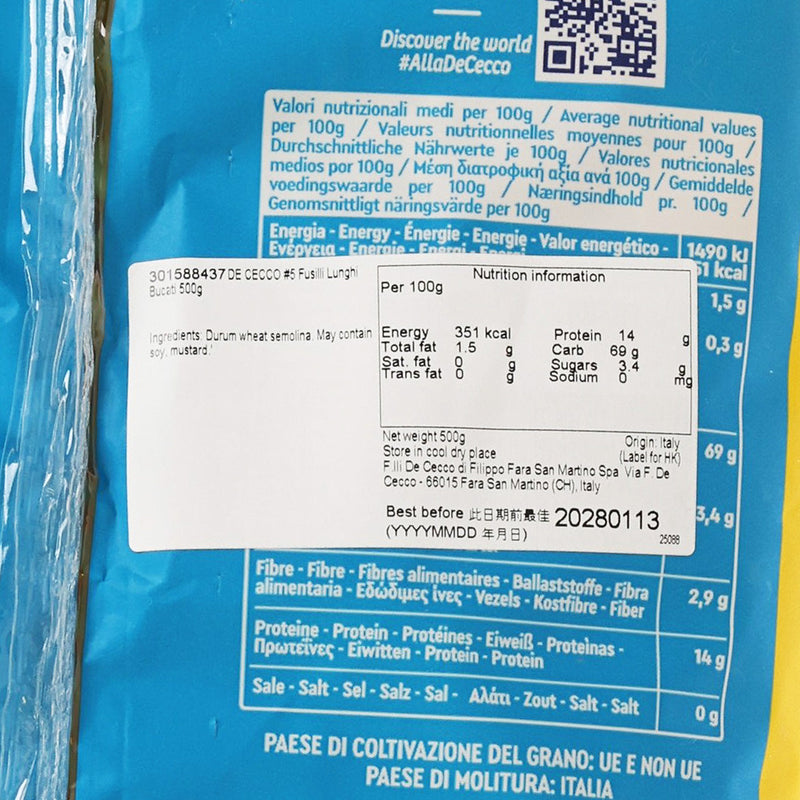 Discover the world
#AllaDeCecco
Valori nutrizionali medi per 100g / Average nutritional values
per 100g / Valeurs nutritionnelles moyennes pour 100g /
Durchschnittliche Nährwerte je 100g / Valores nutricionales
medios por 100g / Μέση διατροφική αξία ανά 100g / Gemiddelde
voedingswaarde per 100g / Næringsindhold pr. 100g /
Genomsnittligt näringsvärde per 100g
Energia - Energy - Énergie - Energie - Valor energético -
1490 kJ
Ενέργεια - Energie - Energi - Energi
51 kcal
1,5 g
0,3 g
69 g
3,4 g
301588437 DE CECCO #5 Fusilli Lunghi
Bucati 500g
Ingredients: Durum wheat semolina. May contain
soy, mustard.'
Nutrition information
Per 100g
Energy 351 kcal Protein 14 g
Total fat 1.5 g Carb 69 g
Sat. fat 0 g Sugars 3.4 g
Trans fat 0 g Sodium 0 mg
Net weight 500g Origin: Italy
Store in cool dry place (Label for HK)
F.lli De Cecco di Filippo Fara San Martino Spa Via F. De
Cecco - 66015 Fara San Martino (CH), Italy
Best before 此日期前最佳 20280113
(YYYYMMDD 年月日) 25088
Fibre - Fibre - Fibres alimentaires - Ballaststoffe - Fibra
alimentaria - Εδώδιμες ίνες - Vezels - Kostfibre - Fiber
2,9 g
Proteine - Protein - Protéines - Eiweiß - Proteìnas -
Πρωτεΐνες - Eiwitten - Protein - Protein
14 g
Sale - Salt - Sel - Salz - Sal - Αλάτι - Zout - Salt - Salt
0 g
PAESE DI COLTIVAZIONE DEL GRANO: UE E NON UE
PAESE DI MOLITURA: ITALIA